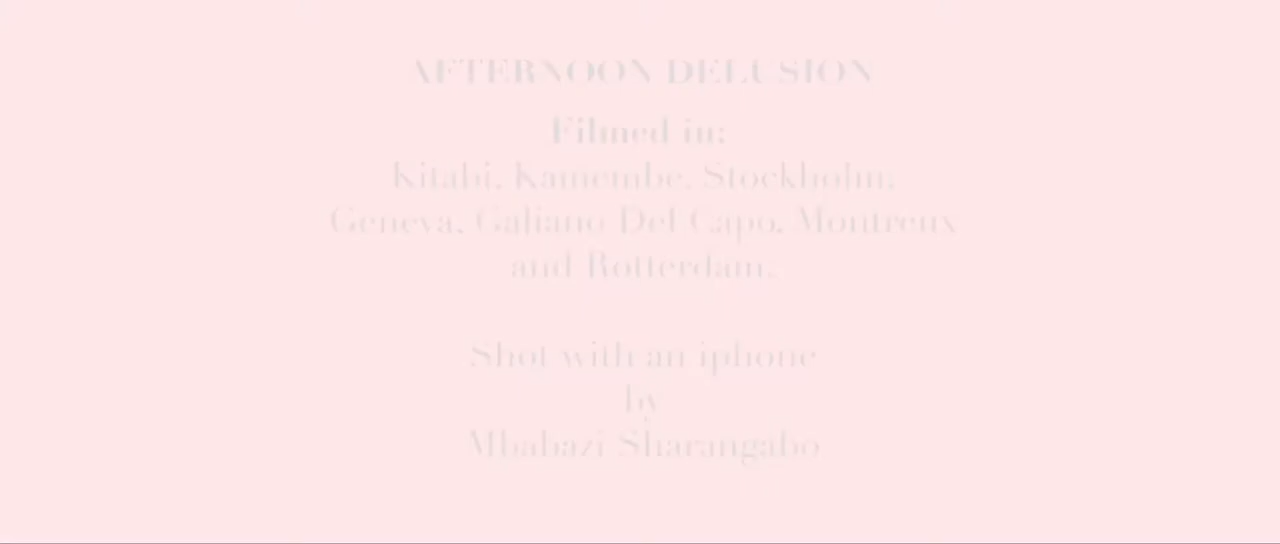 AFTERNOON DELUSION
Filmed in:
Kitabi, Kamembe, Stockholm,
Geneva, Galiano Del Capo, Montreux
and Rotterdam.
Shot with an iphone
by
Mbabazi Sharangabo